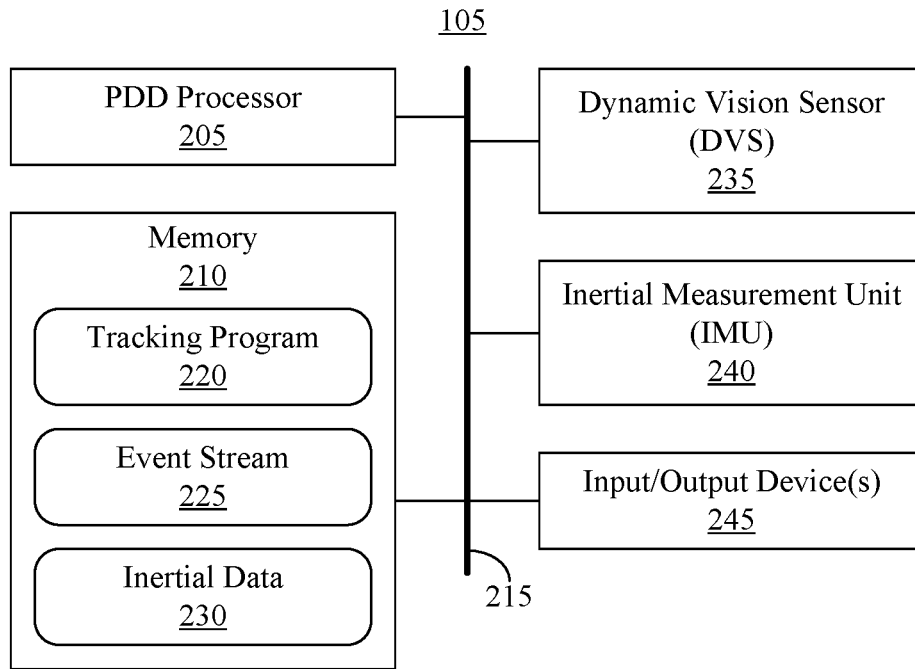 105
PDD Processor
205
Memory
210
Tracking Program
220
Event Stream
225
Inertial Data
230
Dynamic Vision Sensor
(DVS)
235
Inertial Measurement Unit
(IMU)
240
Input/Output Device(s)
245
215